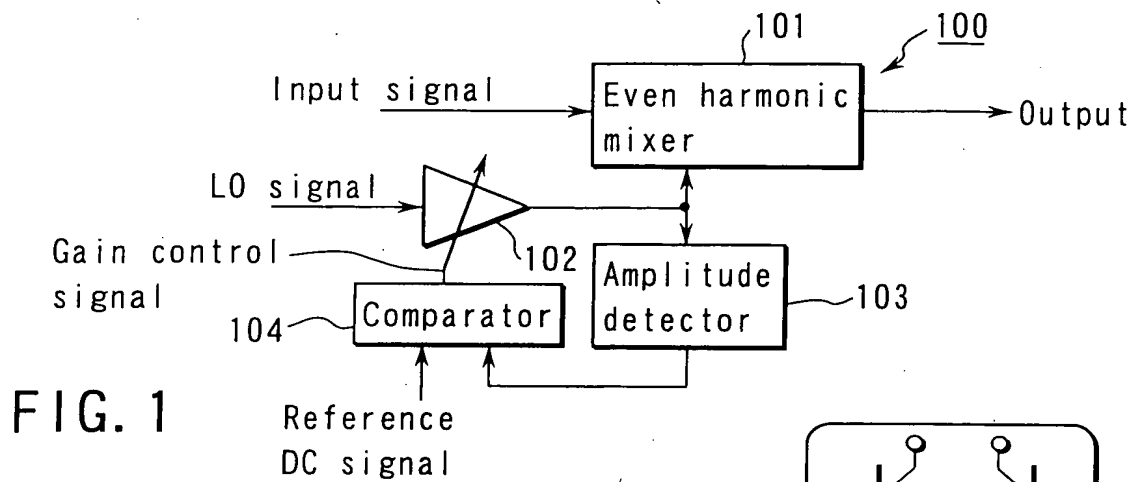 101
100
Input signal
Even harmonic
mixer
Output
LO signal
102
Gain control
signal
Amplitude
detector
103
104
Comparator
FIG. 1
Reference
DC signal